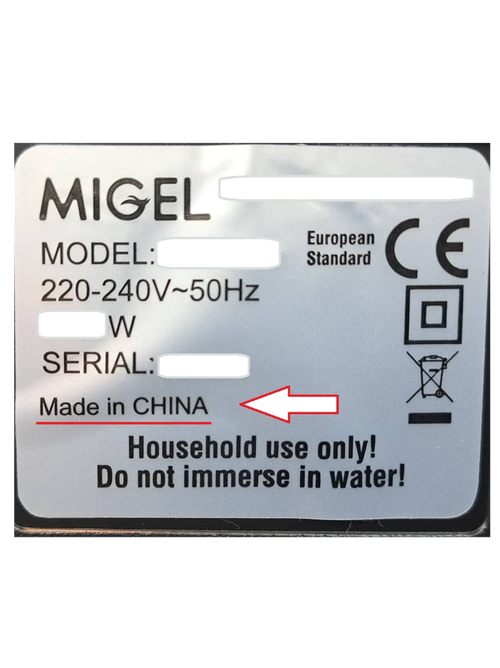 MIGEL
MODEL:
European
Standard
CE
220-240V~50Hz
W
SERIAL:
Made in CHINA
Household use only!
Do not immerse in water!